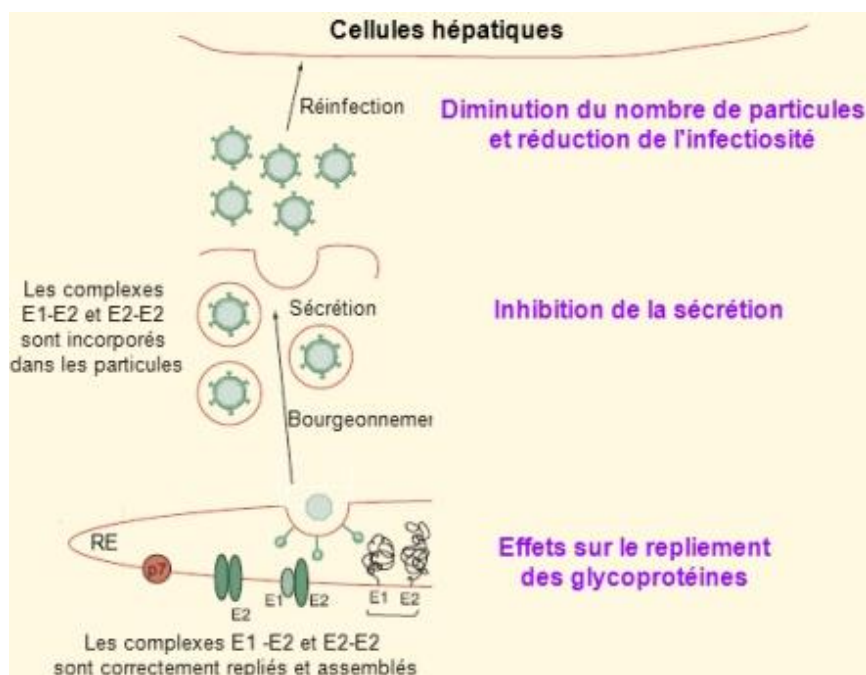 Cellules hépatiques
Réinfection
Diminution du nombre de particules
et réduction de l'infectiosité
Les complexes
E1-E2 et E2-E2
sont incorporés
dans les particules
Sécrétion
Inhibition de la sécrétion
Bourgeonnemer
RE
p7
E2
E1
E2
E1
E2
Effets sur le repliement
des glycoprotéines
Les complexes E1 -E2 et E2-E2
sont correctement repliés et assemblés